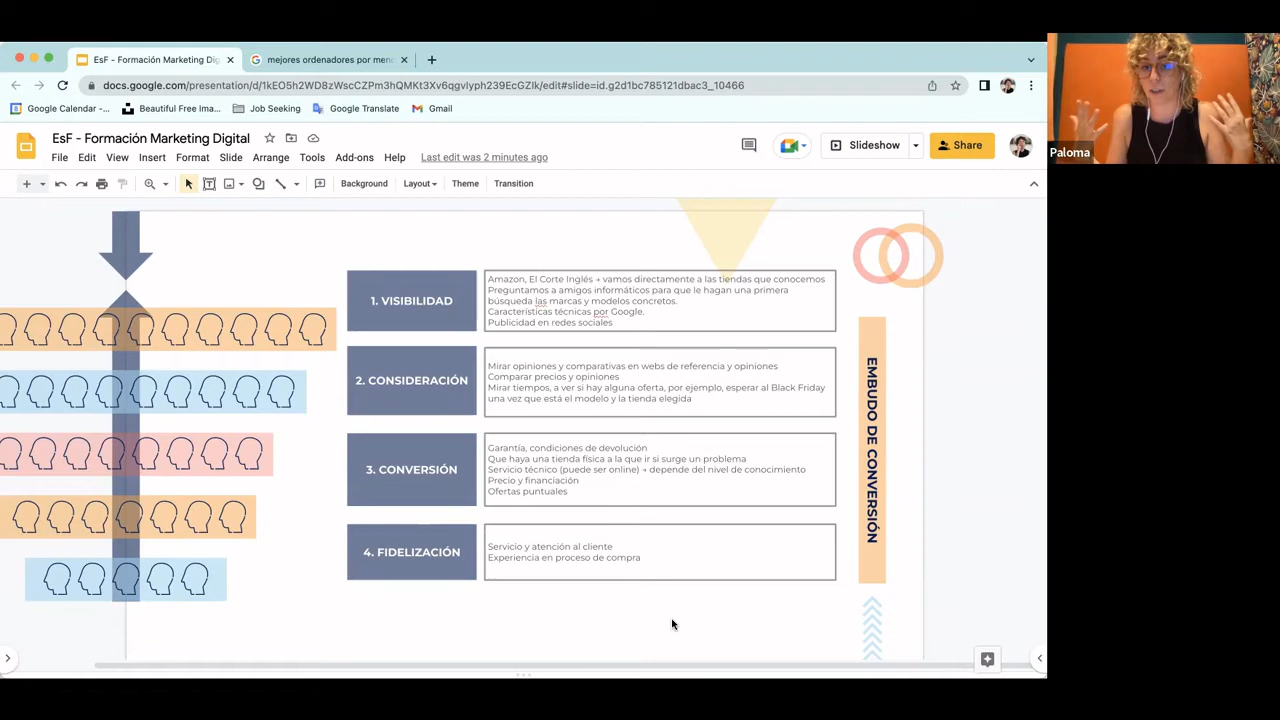 EsF - Formación Marketing Dig
mejores ordenadores por meno
docs.google.com/presentation/d/1kEOEh2WD8zWscCZPm3hQMKt3Xv6qgvlyph239EcGZIk/edit#slide=id.g2d1bc785121dbac3_10466
Google Calendar -...
Beautiful Free Ima...
Job Seeking
Google Translate
Gmail
EsF - Formación Marketing Digital
File Edit View Insert Format Slide Arrange Tools Add-ons Help Last edit was 2 minutes ago
Slideshow
Share
Background Layout Theme Transition
Paloma
1. VISIBILIDAD
Amazon, El Corte Inglés → vamos directamente a las tiendas que conocemos
Preguntamos a amigos informáticos para que le hagan una primera
búsqueda las marcas y modelos concretos.
Características técnicas por Google.
Publicidad en redes sociales
2. CONSIDERACIÓN
Mirar opiniones y comparativas en webs de referencia y opiniones
Comparar precios y opiniones
Mirar tiempos, a ver si hay alguna oferta, por ejemplo, esperar al Black Friday
una vez que está el modelo y la tienda elegida
3. CONVERSIÓN
Garantía, condiciones de devolución
Que haya una tienda física a la que ir si surge un problema
Servicio técnico (puede ser online) → depende del nivel de conocimiento
Precio y financiación
Ofertas puntuales
4. FIDELIZACIÓN
Servicio y atención al cliente
Experiencia en proceso de compra
EMBUDO DE CONVERSIÓN